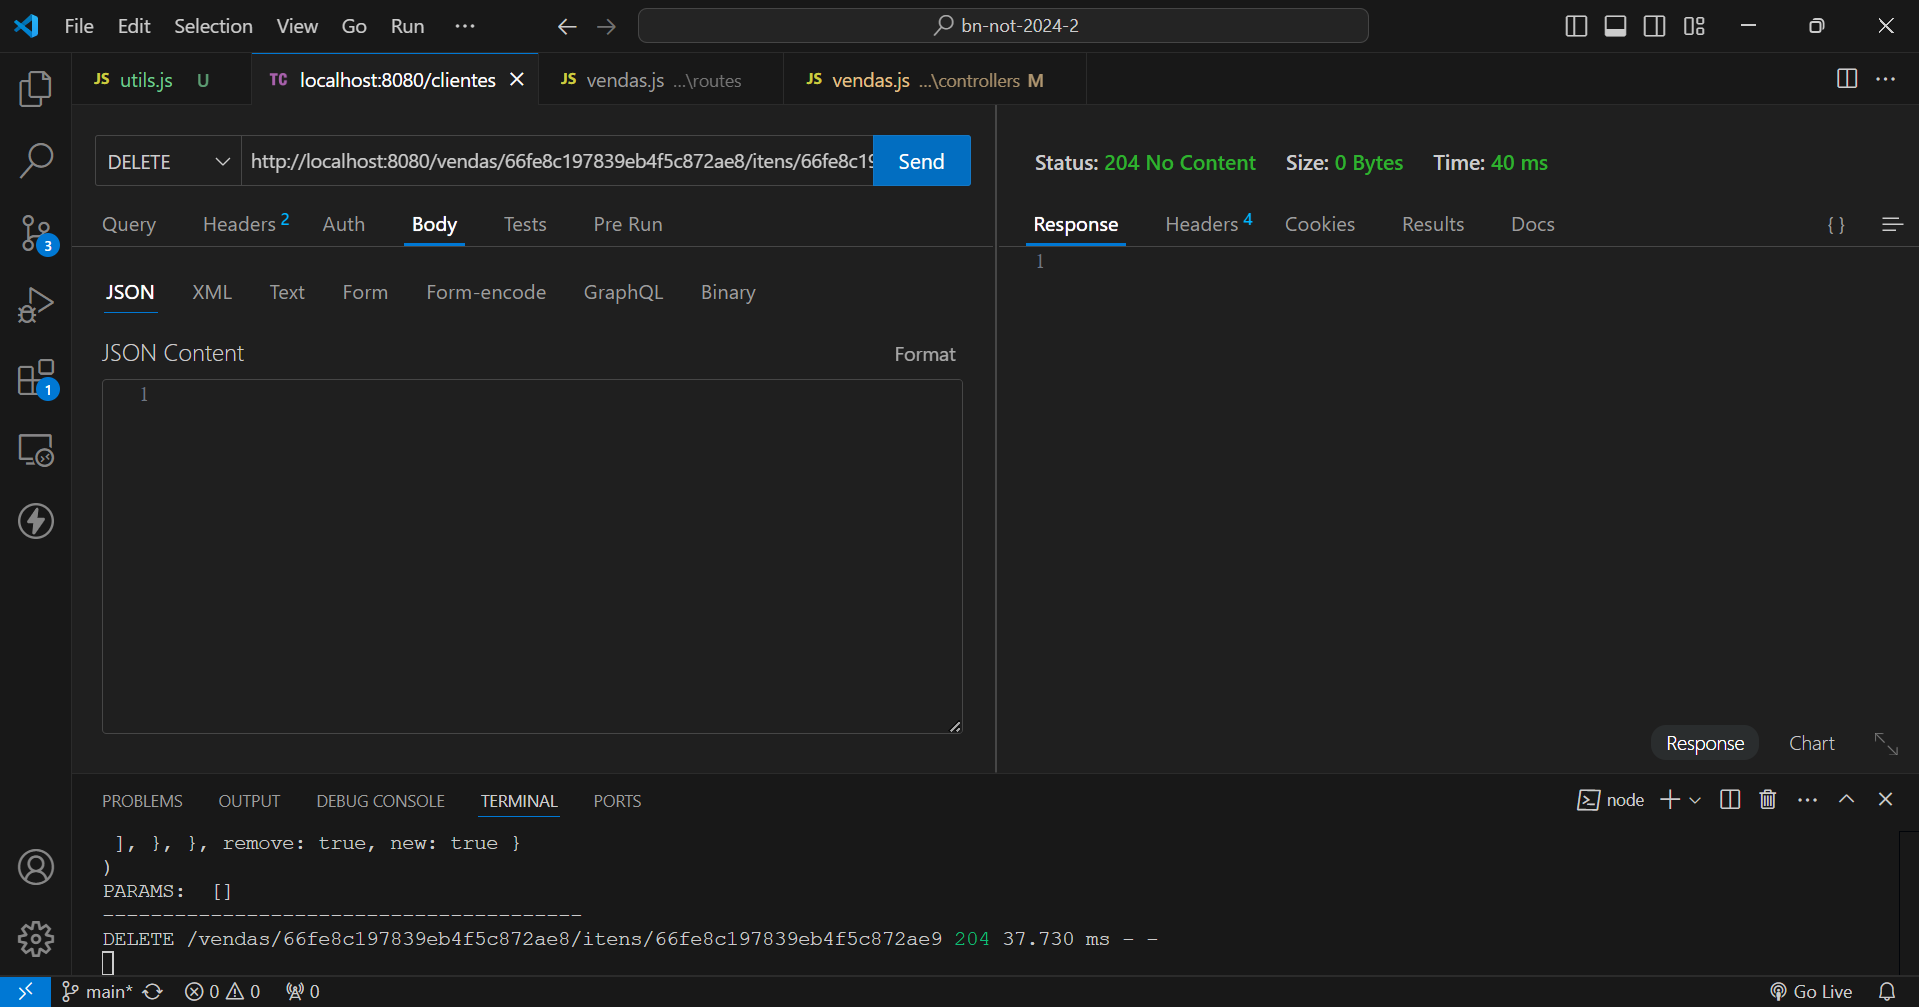 File Edit Selection View Go Run ··· bn-not-2024-2
JS utils.js U TC localhost:8080/clientes JS vendas.js ...\routes JS vendas.js ...\controllers M
DELETE http://localhost:8080/vendas/66fe8c197839eb4f5c872ae8/itens/66fe8c19 Send
Status: 204 No Content Size: 0 Bytes Time: 40 ms
Query Headers 2 Auth Body Tests Pre Run
Response Headers 4 Cookies Results Docs { }
1
JSON XML Text Form Form-encode GraphQL Binary
JSON Content Format
1
3
1
Response Chart
PROBLEMS OUTPUT DEBUG CONSOLE TERMINAL PORTS node
], }, }, remove: true, new: true }
)
PARAMS: []
----------------------------------------
DELETE /vendas/66fe8c197839eb4f5c872ae8/itens/66fe8c197839eb4f5c872ae9 204 37.730 ms - -
main* 0 0 0 Go Live